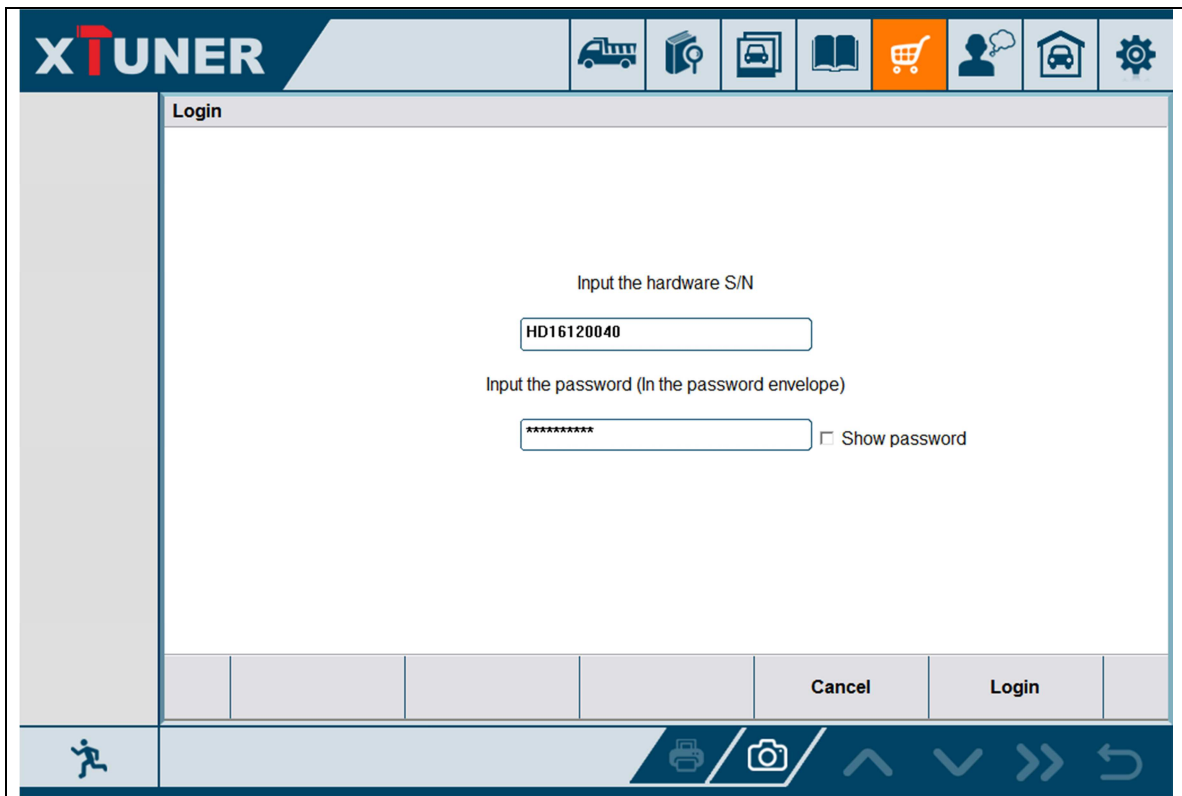 XTUNER
Login
Input the hardware S/N
HD16120040
Input the password (In the password envelope)
**********
Show password
Cancel
Login